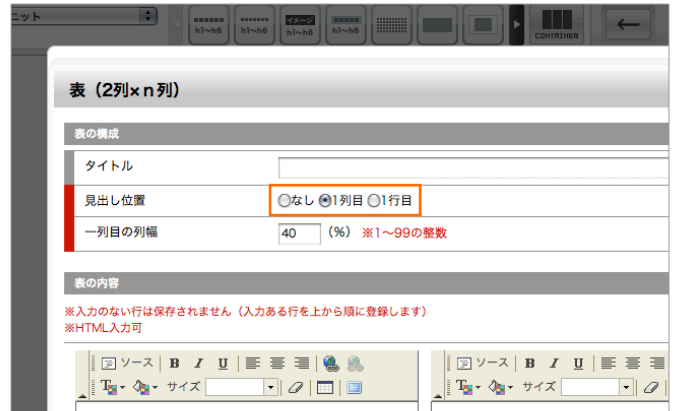 ニット
h1~h6 h1~h6 イメージ h1~h6 h1~h6 CONTAINER
表（2列×n列）
表の構成
タイトル
見出し位置 なし 1列目 1行目
一列目の列幅 40 （%） ※1～99の整数
表の内容
※入力のない行は保存されません（入力ある行を上から順に登録します）
※HTML入力可
ソース B I U ソース B I U
T サイズ T サイズ